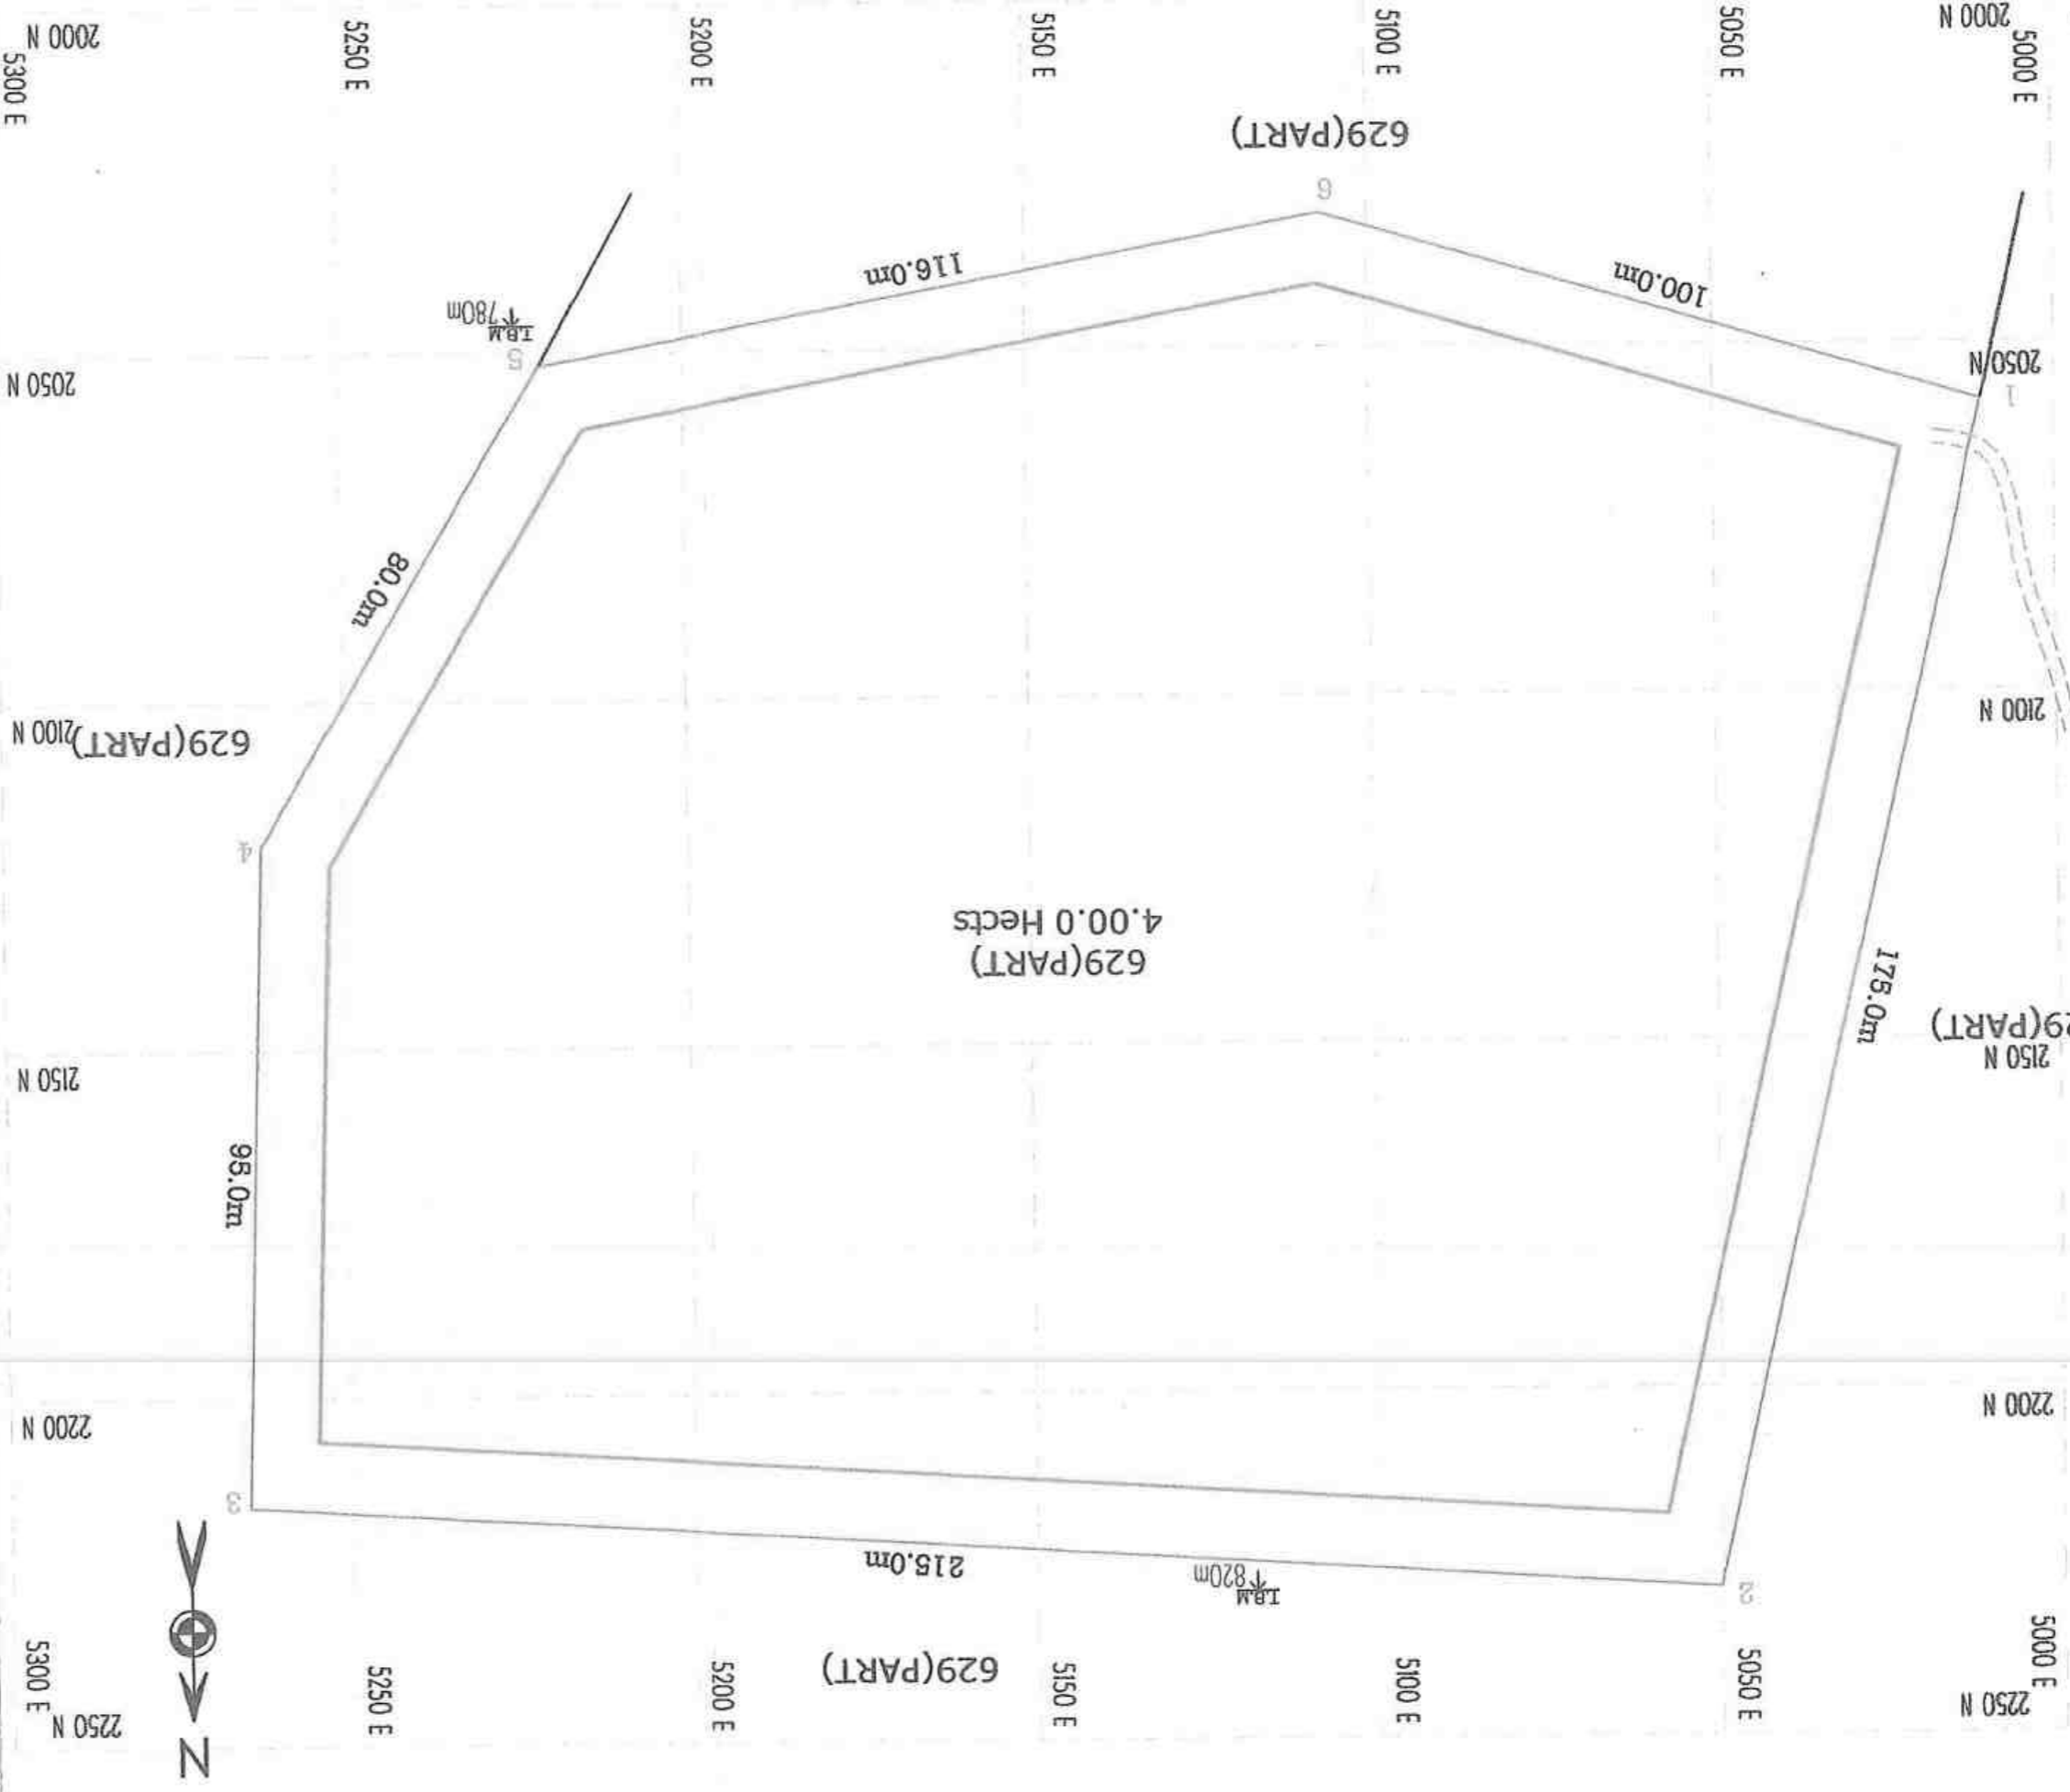 N
2250 N
5000 E
5050 E
5100 E
5150 E
5200 E
5250 E
5300 E
2250 N
629(PART)
2
T.B.M
820m
215.0m
3
2200 N
2200 N
95.0m
2150 N
2150 N
(PART)
175.0m
629(PART)
4.00.0 Hects
4
629(PART)
2100 N
2100 N
80.0m
1
2050 N
2050 N
5
T.B.M
780m
100.0m
116.0m
6
629(PART)
5000 E
2000 N
5050 E
5100 E
5150 E
5200 E
5250 E
2000 N
5300 E